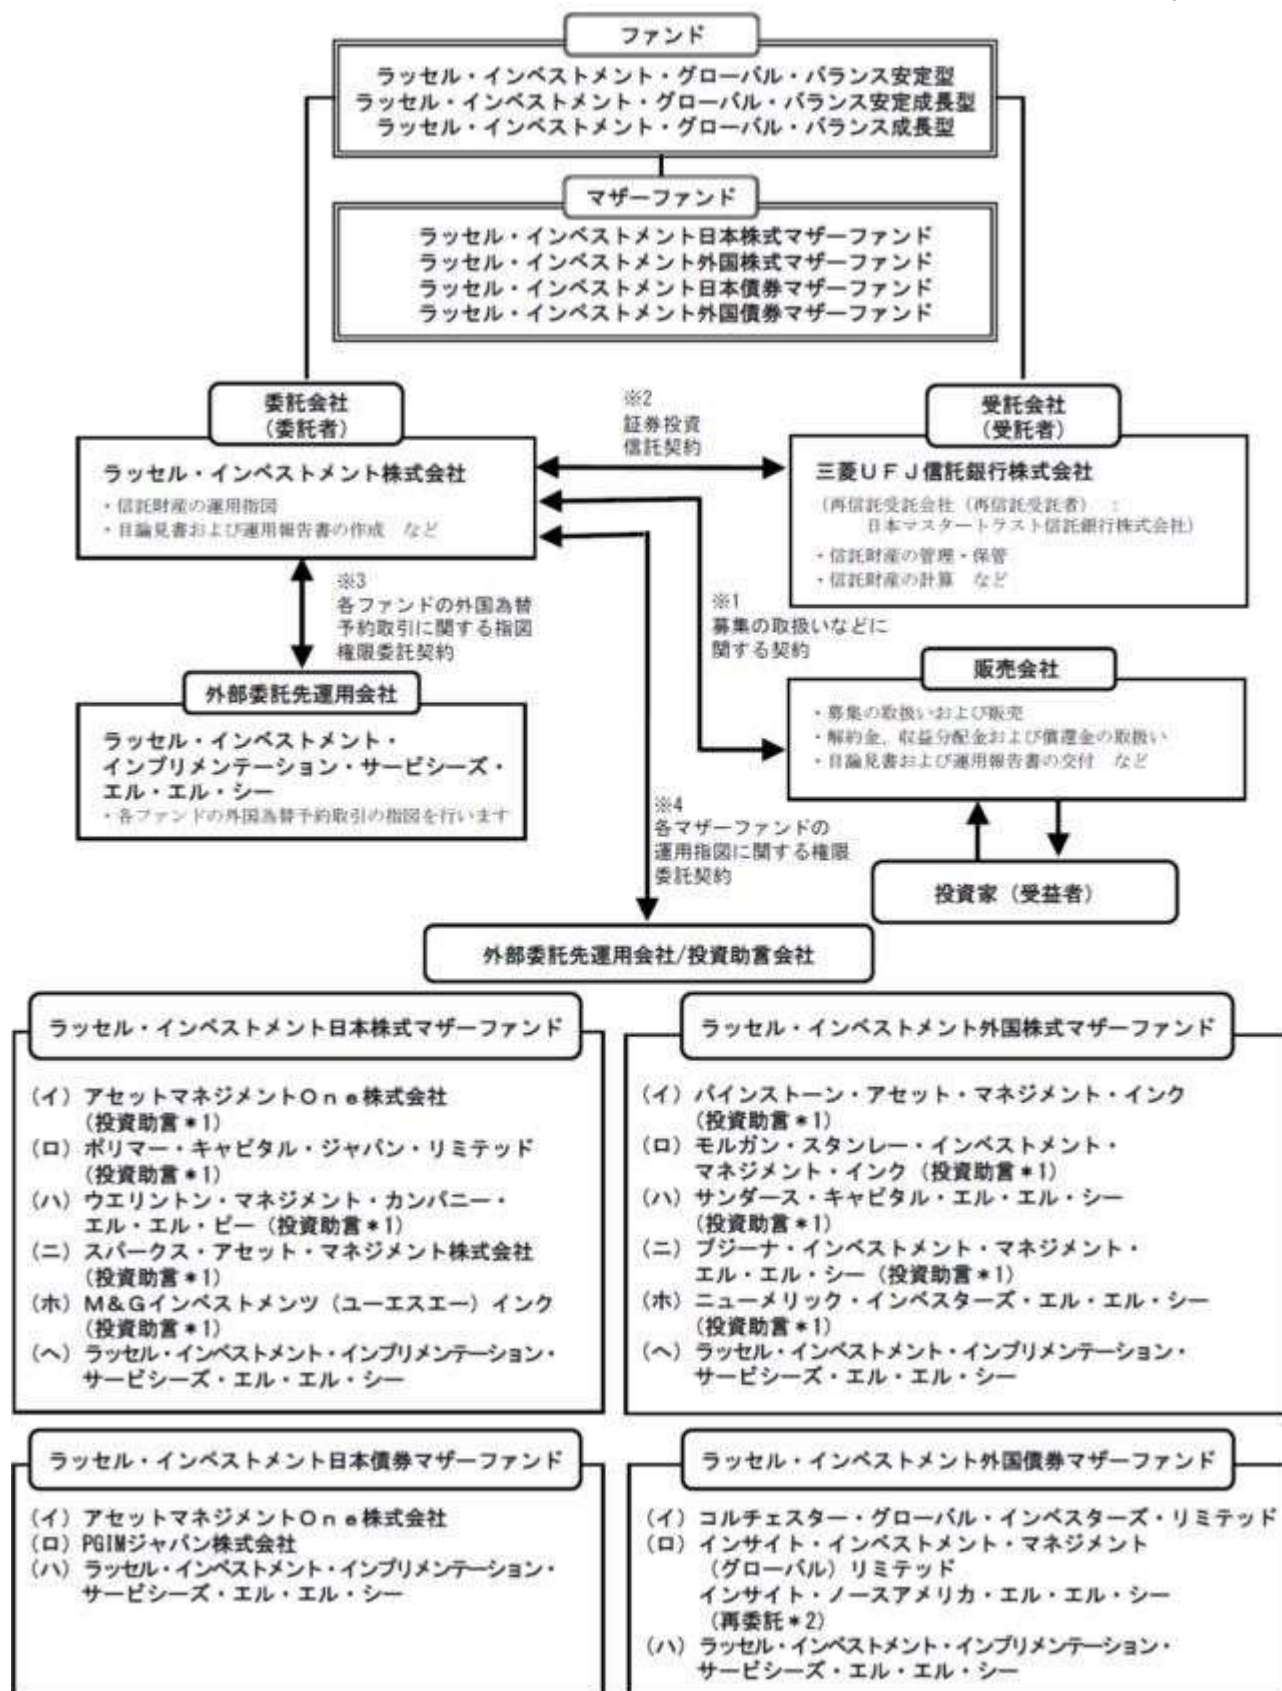 ファンド
ラッセル・インベストメント・グローバル・バランス安定型
ラッセル・インベストメント・グローバル・バランス安定成長型
ラッセル・インベストメント・グローバル・バランス成長型
マザーファンド
ラッセル・インベストメント日本株式マザーファンド
ラッセル・インベストメント外国株式マザーファンド
ラッセル・インベストメント日本債券マザーファンド
ラッセル・インベストメント外国債券マザーファンド
委託会社
(委託者)
ラッセル・インベストメント株式会社
・信託財産の運用指図
・目論見書および運用報告書の作成 など
※2
証券投資
信託契約
受託会社
(受託者)
三菱UFJ信託銀行株式会社
(再信託受託会社(再信託受託者) :
日本マスタートラスト信託銀行株式会社)
・信託財産の管理・保管
・信託財産の計算 など
※3
各ファンドの外国為替
予約取引に関する指図
権限委託契約
※1
募集の取扱いなどに
関する契約
外部委託先運用会社
ラッセル・インベストメント・
インプリメンテーション・サービシーズ・
エル・エル・シー
・各ファンドの外国為替予約取引の指図を行います
販売会社
・募集の取扱いおよび販売
・解約金、収益分配金および償還金の取扱い
・目論見書および運用報告書の交付 など
※4
各マザーファンドの
運用指図に関する権限
委託契約
投資家(受益者)
外部委託先運用会社/投資助言会社
ラッセル・インベストメント日本株式マザーファンド
(イ)アセットマネジメントOne株式会社
(投資助言*1)
(ロ)ポリマー・キャピタル・ジャパン・リミテッド
(投資助言*1)
(ハ)ウエリントン・マネジメント・カンパニー・
エル・エル・ピー(投資助言*1)
(ニ)スパークス・アセット・マネジメント株式会社
(投資助言*1)
(ホ)M&Gインベストメンツ(ユーエスエー)インク
(投資助言*1)
(ヘ)ラッセル・インベストメント・インプリメンテーション・
サービシーズ・エル・エル・シー
ラッセル・インベストメント外国株式マザーファンド
(イ)パインストーン・アセット・マネジメント・インク
(投資助言*1)
(ロ)モルガン・スタンレー・インベストメント・
マネジメント・インク(投資助言*1)
(ハ)サンダース・キャピタル・エル・エル・シー
(投資助言*1)
(ニ)プジーナ・インベストメント・マネジメント・
エル・エル・シー(投資助言*1)
(ホ)ニューメリック・インベスターズ・エル・エル・シー
(投資助言*1)
(ヘ)ラッセル・インベストメント・インプリメンテーション・
サービシーズ・エル・エル・シー
ラッセル・インベストメント日本債券マザーファンド
(イ)アセットマネジメントOne株式会社
(ロ)PGIMジャパン株式会社
(ハ)ラッセル・インベストメント・インプリメンテーション・
サービシーズ・エル・エル・シー
ラッセル・インベストメント外国債券マザーファンド
(イ)コルチェスター・グローバル・インベスターズ・リミテッド
(ロ)インサイト・インベストメント・マネジメント
(グローバル)リミテッド
インサイト・ノースアメリカ・エル・エル・シー
(再委託*2)
(ハ)ラッセル・インベストメント・インプリメンテーション・
サービシーズ・エル・エル・シー